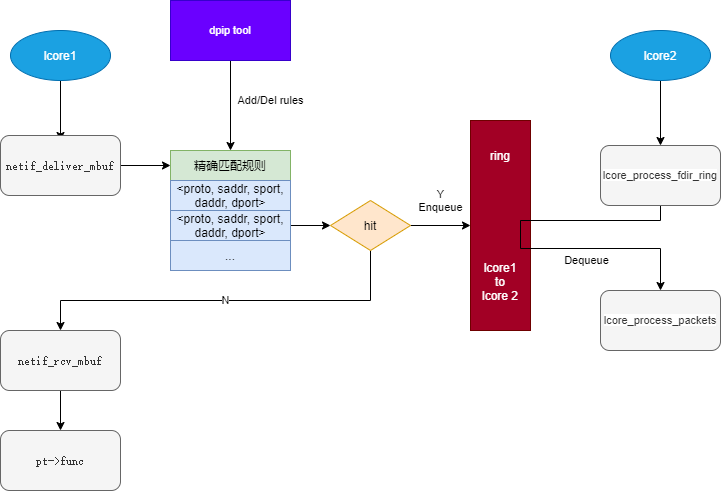 lcore1
dpip tool
lcore2
Add/Del rules
netif_deliver_mbuf
精确匹配规则
<proto, saddr, sport,
daddr, dport>
<proto, saddr, sport,
daddr, dport>
...
hit
Y
Enqueue
ring
lcore1
to
lcore 2
lcore_process_fdir_ring
Dequeue
lcore_process_packets
N
netif_rcv_mbuf
pt->func